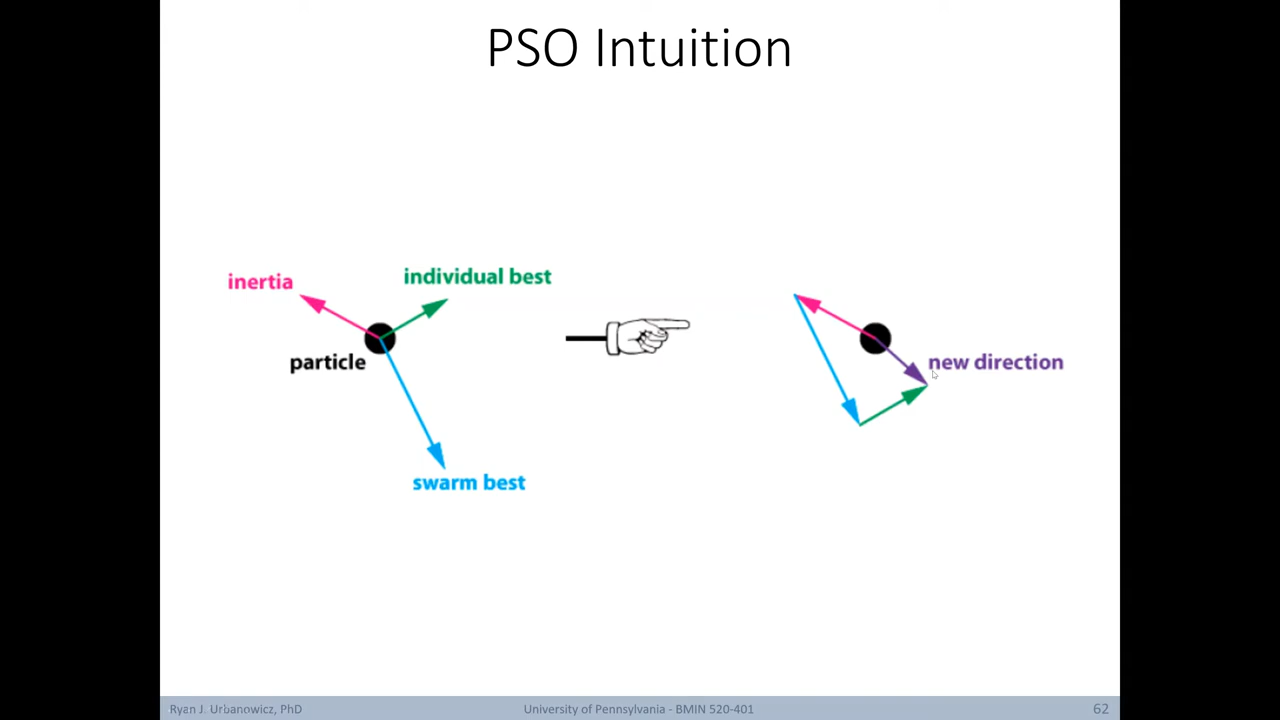 PSO Intuition
inertia
individual best
particle
swarm best
new direction
Ryan J. Urbanowicz, PhD
University of Pennsylvania - BMIN 520-401
62